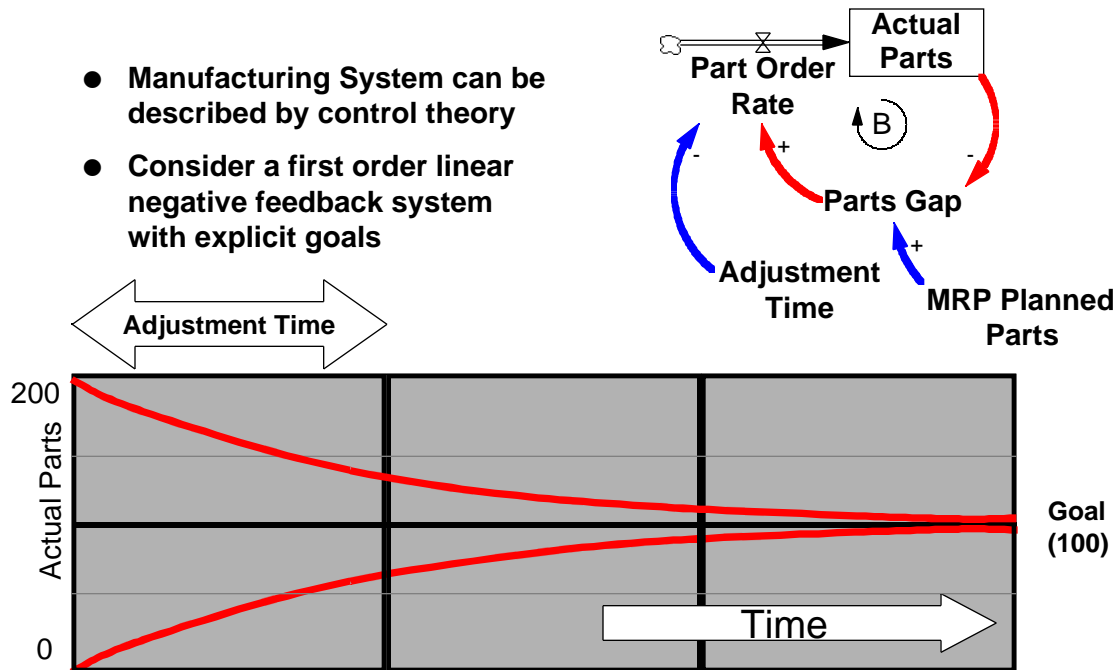 ● Manufacturing System can be
described by control theory
● Consider a first order linear
negative feedback system
with explicit goals
Actual
Parts
Part Order
Rate
B
-
+
-
Parts Gap
+
Adjustment
Time
MRP Planned
Parts
Adjustment Time
200
Actual Parts
0
Goal
(100)
Time